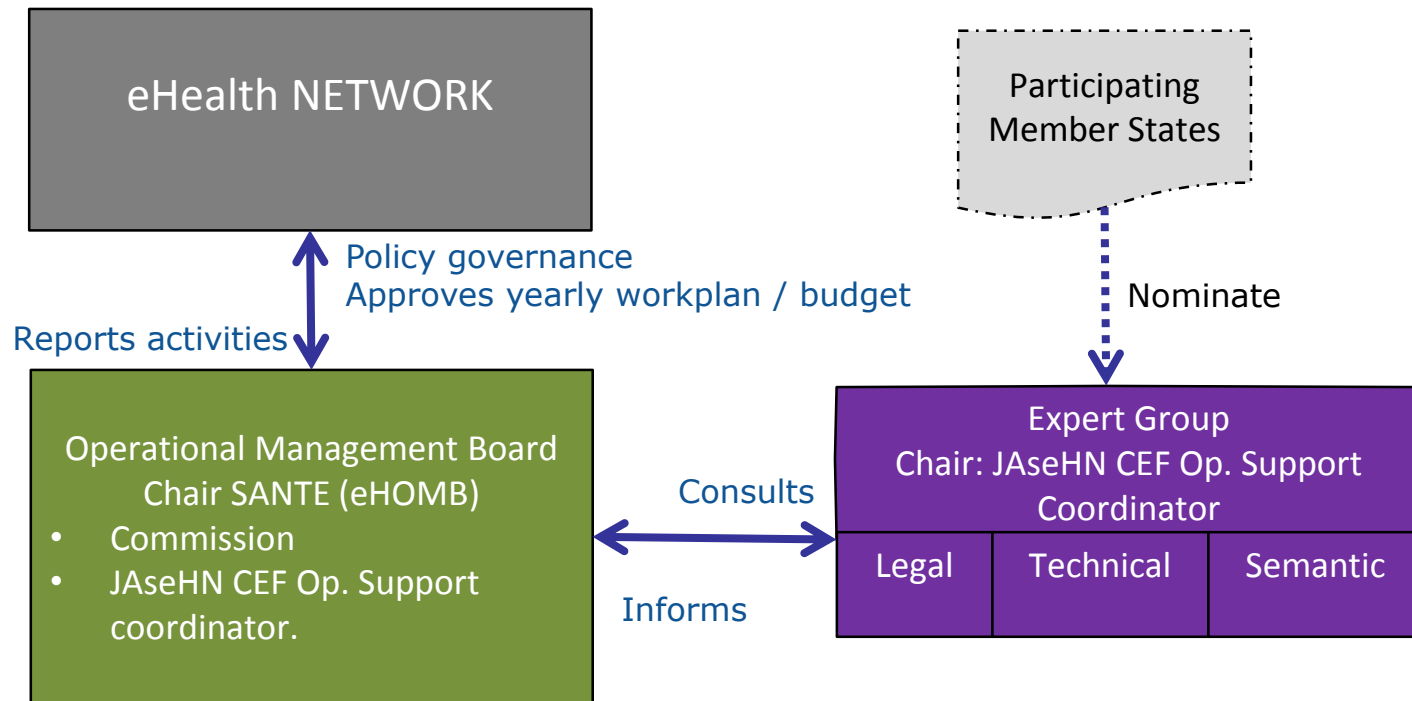 eHealth NETWORK
Participating
Member States
Policy governance
Approves yearly workplan / budget
Nominate
Reports activities
Operational Management Board
Chair SANTE (eHOMB)
• Commission
• JAseHN CEF Op. Support
coordinator.
Consults
Informs
Expert Group
Chair: JAseHN CEF Op. Support
Coordinator
Legal
Technical
Semantic